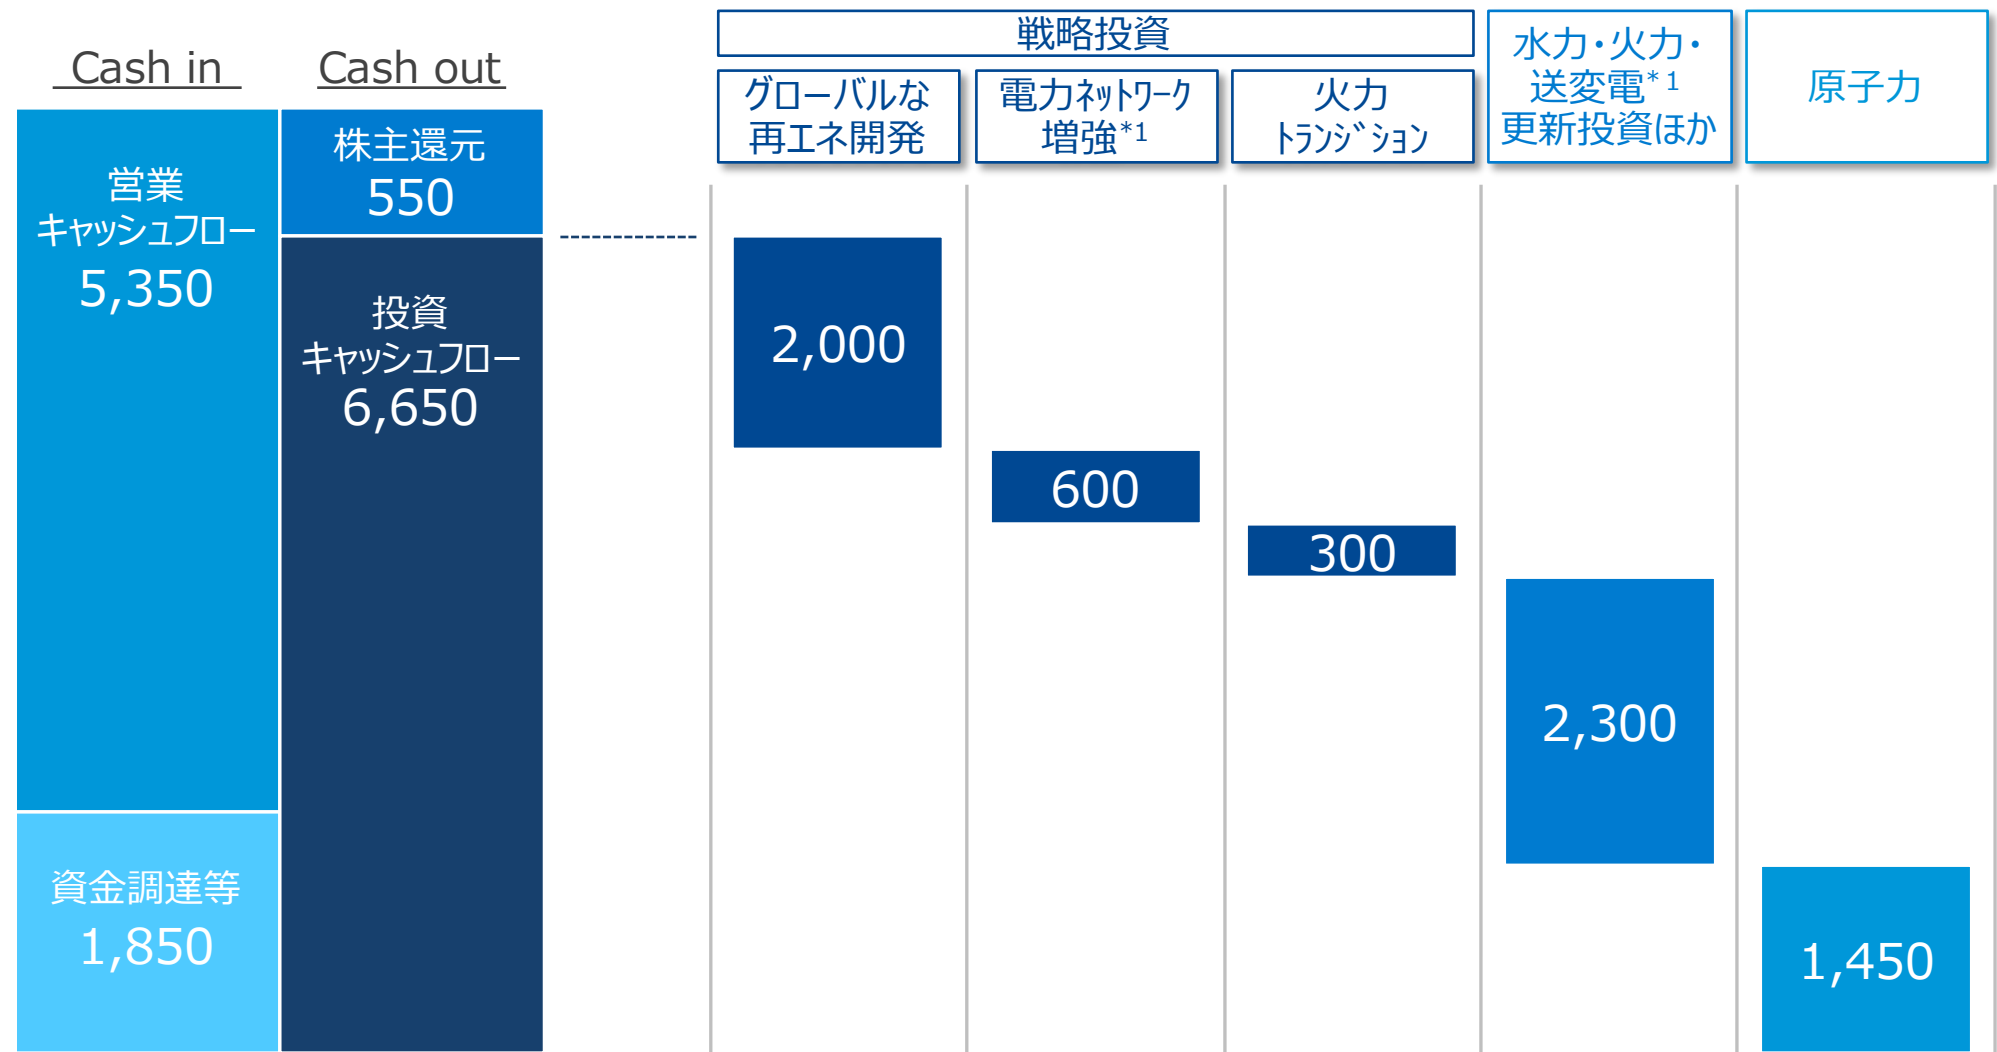 Cash in
Cash out
営業
キャッシュフロー
5,350
資金調達等
1,850
株主還元
550
投資
キャッシュフロー
6,650
戦略投資
グローバルな
再エネ開発
電力ネットワーク
増強*1
火力
トランジション
水力・火力・
送変電*1
更新投資ほか
原子力
2,000
600
300
2,300
1,450